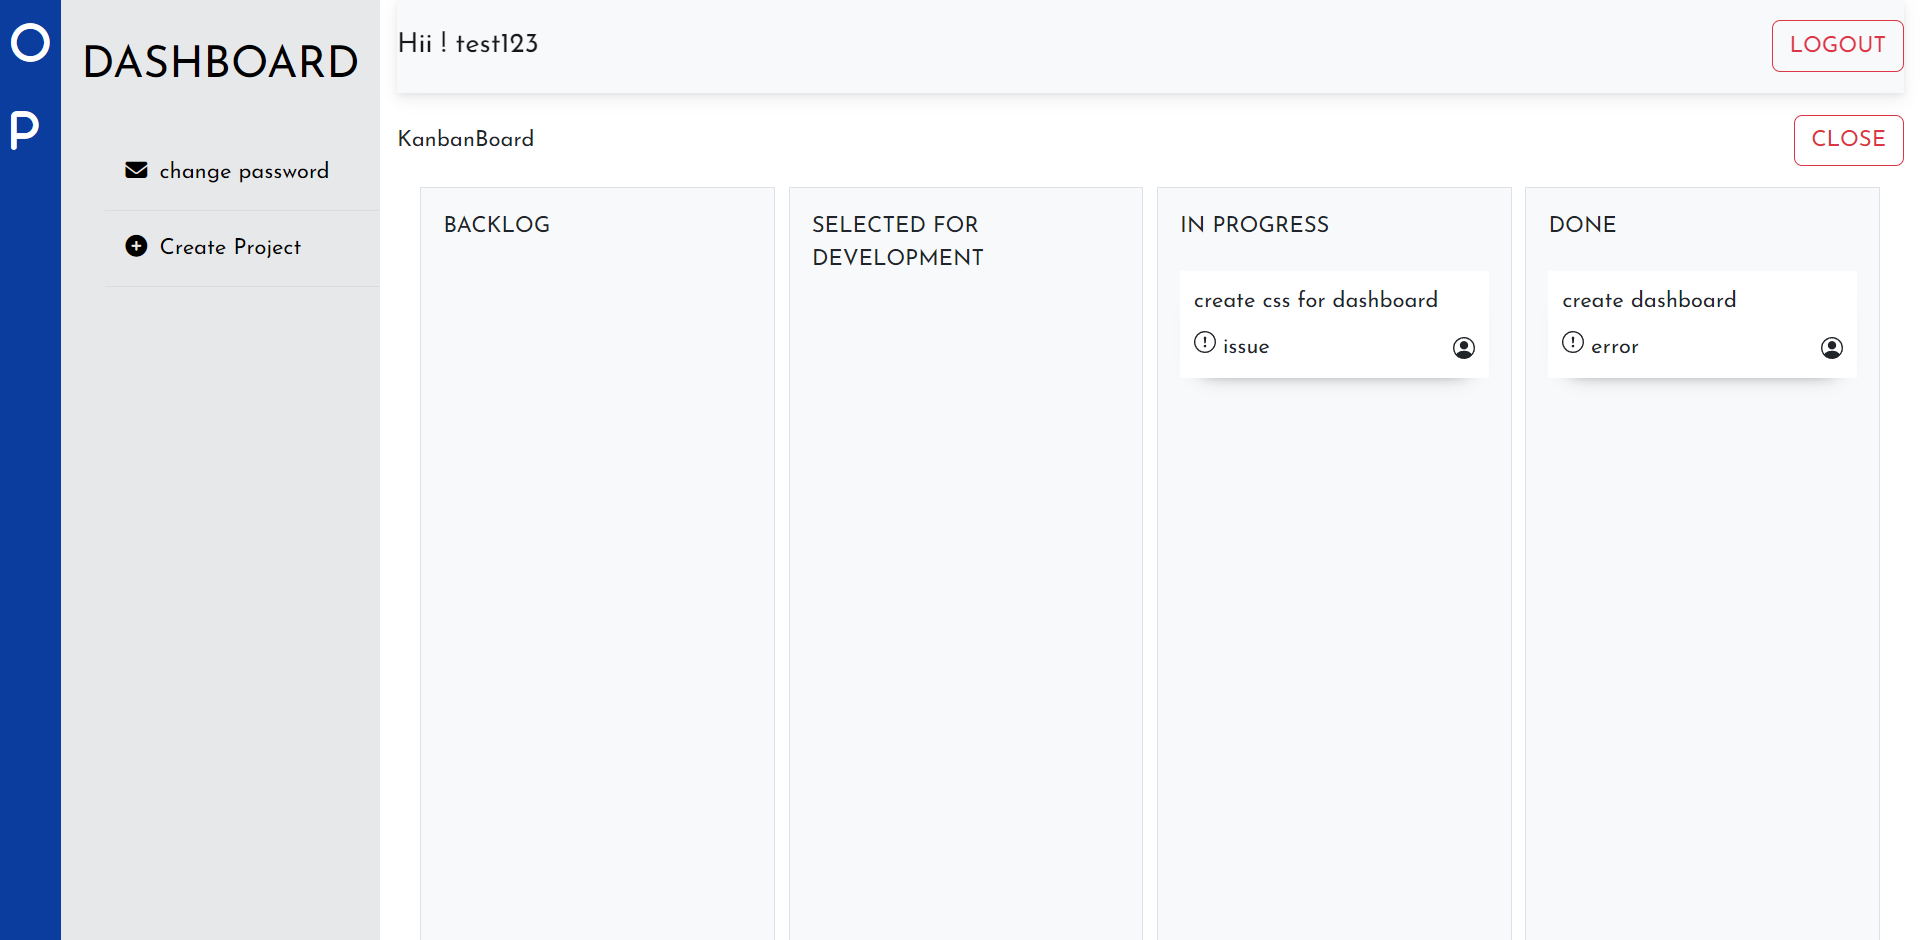 O
P
DASHBOARD
change password
Create Project
Hii ! test123
LOGOUT
KanbanBoard
CLOSE
BACKLOG
SELECTED FOR
DEVELOPMENT
IN PROGRESS
create css for dashboard
issue
DONE
create dashboard
error